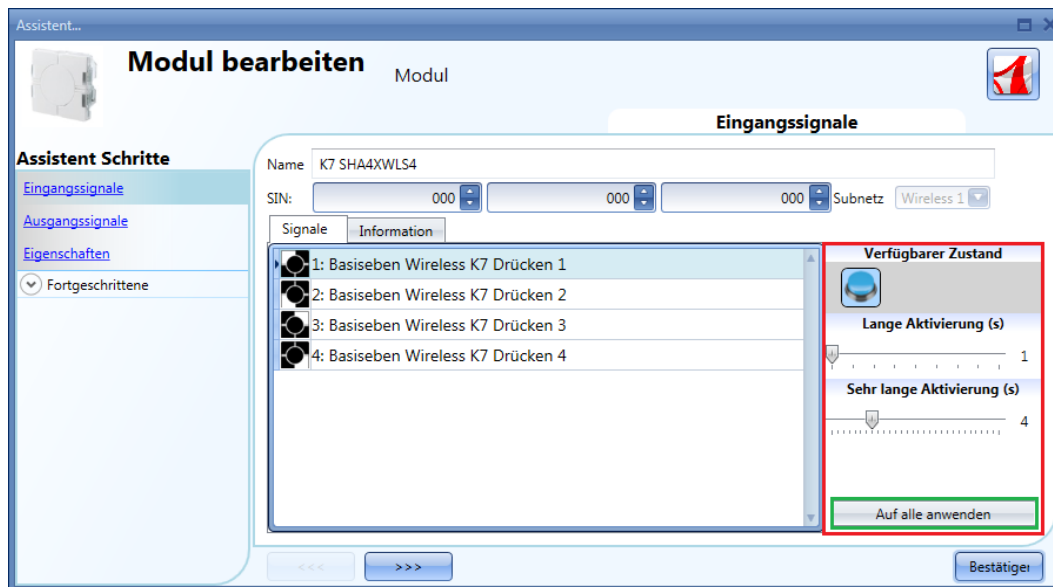 Assistent...
Modul bearbeiten
Modul
Eingangssignale
Assistent Schritte
Eingangssignale
Ausgangssignale
Eigenschaften
Fortgeschrittene
Name K7 SHA4XWLS4
SIN: 000 000 000 Subnetz Wireless 1
Signale Information
1: Basiseben Wireless K7 Drücken 1
2: Basiseben Wireless K7 Drücken 2
3: Basiseben Wireless K7 Drücken 3
4: Basiseben Wireless K7 Drücken 4
Verfügbarer Zustand
Lange Aktivierung (s)
1
Sehr lange Aktivierung (s)
4
Auf alle anwenden
<<< >>> Bestätiger